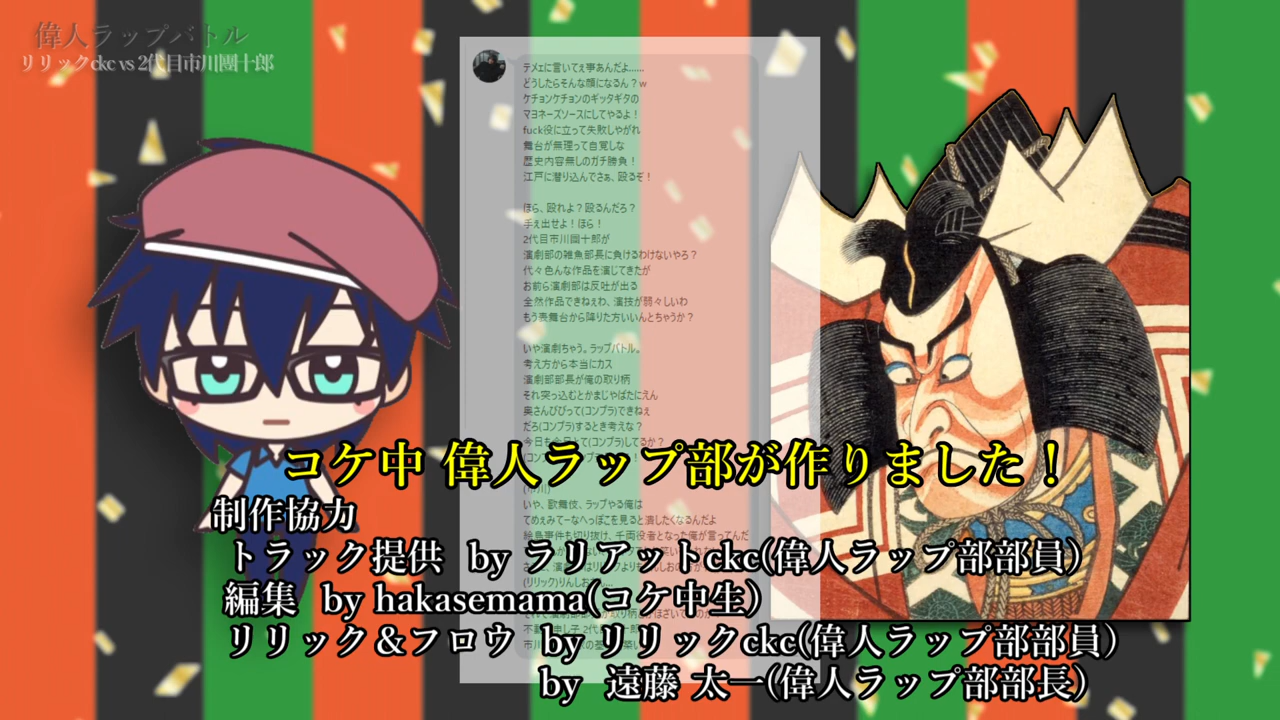 偉人ラップバトル
リリックckc vs 2代目市川團十郎
テメェに言いてぇ事あんだよ……
どうしたらそんな顔になるん？w
ケチョンケチョンのギッタギタの
マヨネーズソースにしてやるよ！
fuck役に立って失敗しやがれ
舞台が無理って自覚しな
歴史内容無しのガチ勝負！
江戸に潜り込んでさぁ、殴るぞ！
ほら、殴れよ？殴るんだろ？
手ぇ出せよ！ほら！
2代目市川團十郎が
演劇部の雑魚部長に負けるわけないやろ？
代々色んな作品を演じてきたが
お前ら演劇部は反吐が出る
全然作品できねぇわ、演技が弱々しいわ
もう表舞台から降りた方いいんとちゃうか？
いや演劇ちゃう。ラップバトル。
考え方から本当にカス
演劇部部長が俺の取り柄
それ突っ込むとかまじやばたにえん
奥さんびびって(コンプラ)できねぇ
だろ(コンプラ)するとき考えな？
コケ中 偉人ラップ部が作りました！
(市川)
いや、歌舞伎、ラップやる俺は
てめぇみてーなへっぽこを見ると潰したくなるんだよ
制作協力
トラック提供 by ラリアットckc(偉人ラップ部部員)
編集 by hakasemama(コケ中生)
リリック＆フロウ by リリックckc(偉人ラップ部部員)
by 遠藤 太一(偉人ラップ部部長)